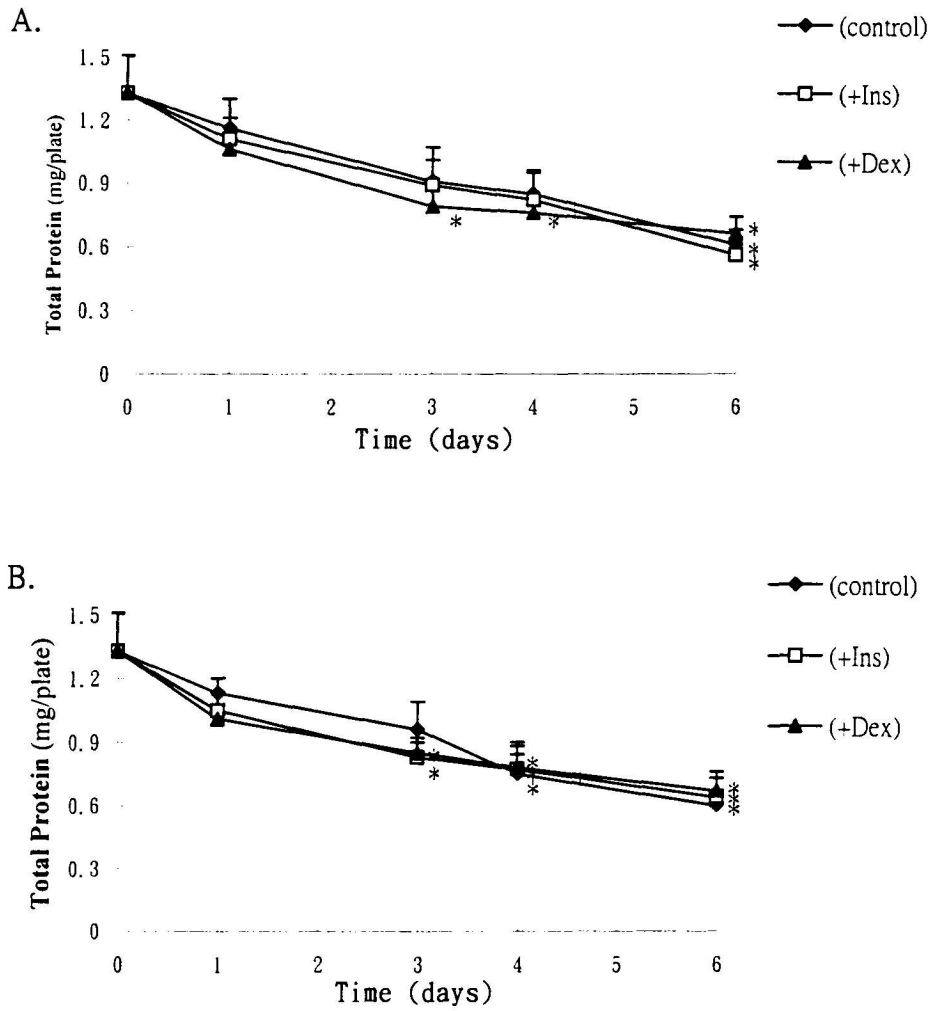 A.
(control)
(+Ins)
(+Dex)
Total Protein (mg/plate)
1.5
1.2
0.9
0.6
0.3
0
* * * * *
0 1 2 3 4 5 6
Time (days)
B.
(control)
(+Ins)
(+Dex)
Total Protein (mg/plate)
1.5
1.2
0.9
0.6
0.3
0
* * * * * * *
0 1 2 3 4 5 6
Time (days)